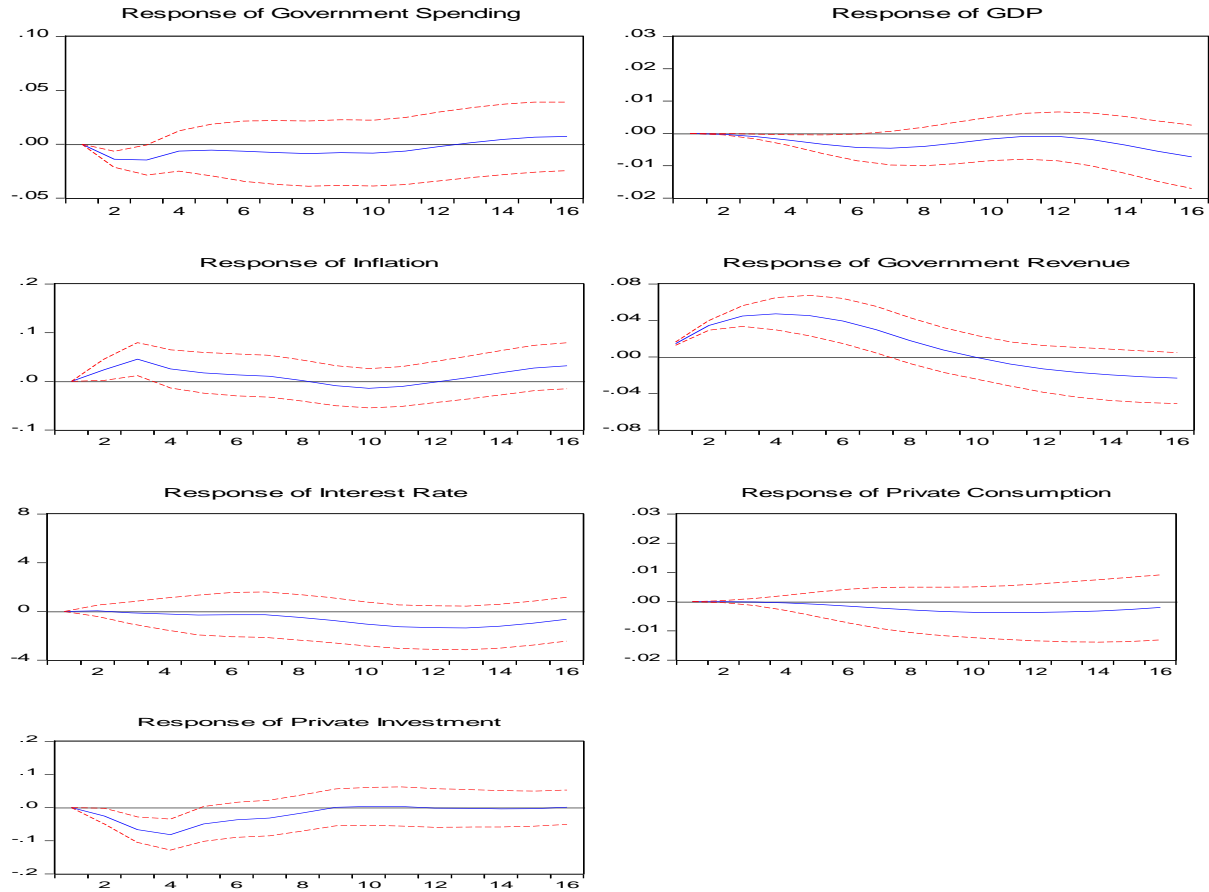 Response of Government Spending
.10
.05
.00
-.05
2 4 6 8 10 12 14 16
Response of GDP
.03
.03
.01
.00
-.01
-.02
2 4 6 8 10 12 14 16
Response of Inflation
.2
.1
.0
-.1
2 4 6 8 10 12 14 16
Response of Government Revenue
.08
.04
.00
-.04
-.08
2 4 6 8 10 12 14 16
Response of Interest Rate
8
4
0
-4
2 4 6 8 10 12 14 16
Response of Private Consumption
.03
.02
.01
.00
-.01
-.02
2 4 6 8 10 12 14 16
Response of Private Investment
.2
.1
.0
-.1
-.2
2 4 6 8 10 12 14 16